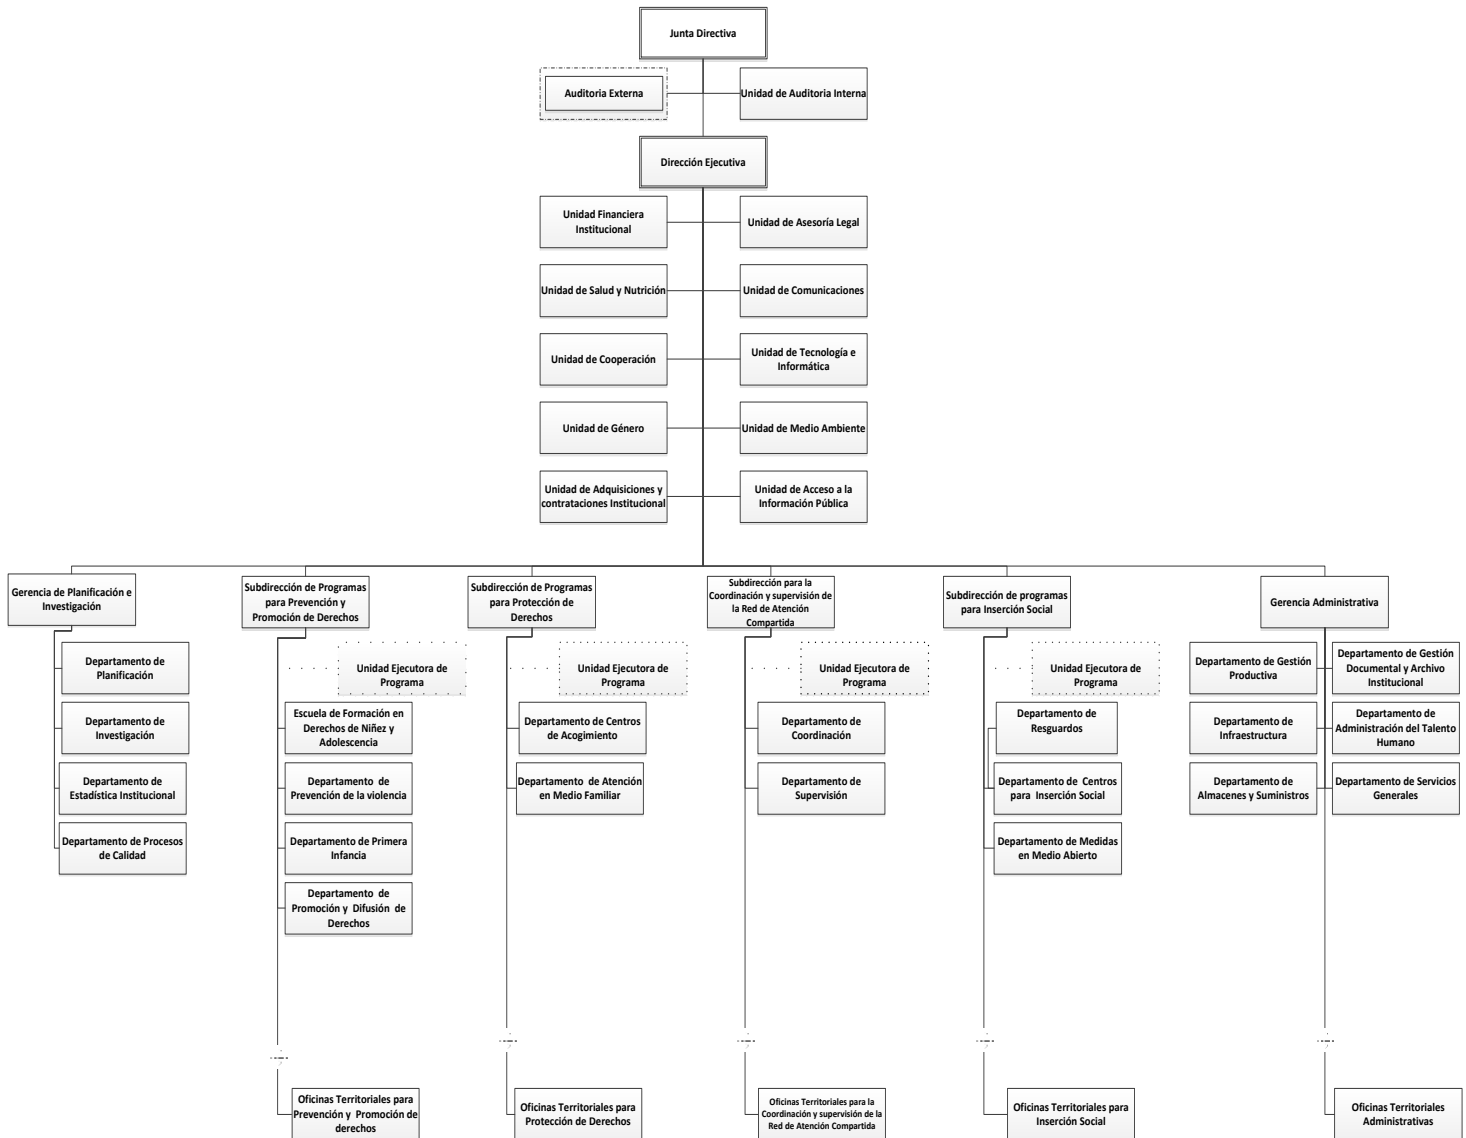 Junta Directiva
Auditoria Externa
Unidad de Auditoria Interna
Dirección Ejecutiva
Unidad Financiera
Institucional
Unidad de Asesoría Legal
Unidad de Salud y Nutrición
Unidad de Comunicaciones
Unidad de Cooperación
Unidad de Tecnología e
Informática
Unidad de Género
Unidad de Medio Ambiente
Unidad de Adquisiciones y
contrataciones Institucional
Unidad de Acceso a la
Información Pública
Gerencia de Planificación e
Investigación
Subdirección de Programas
para Prevención y
Promoción de Derechos
Subdirección de Programas
para Protección de
Derechos
Subdirección para la
Coordinación y supervisión de
la Red de Atención
Compartida
Subdirección de programas
para Inserción Social
Gerencia Administrativa
Departamento de
Planificación
Unidad Ejecutora de
Programa
Unidad Ejecutora de
Programa
Unidad Ejecutora de
Programa
Unidad Ejecutora de
Programa
Departamento de Gestión
Productiva
Departamento de Gestión
Documental y Archivo
Institucional
Departamento de
Investigación
Escuela de Formación en
Derechos de Niñez y
Adolescencia
Departamento de Centros
de Acogimiento
Departamento de
Coordinación
Departamento de
Resguardos
Departamento de
Infraestructura
Departamento de
Administración del Talento
Humano
Departamento de
Estadística Institucional
Departamento de
Prevención de la violencia
Departamento de Atención
en Medio Familiar
Departamento de
Supervisión
Departamento de Centros
para Inserción Social
Departamento de
Almacenes y Suministros
Departamento de Servicios
Generales
Departamento de Procesos
de Calidad
Departamento de Primera
Infancia
Departamento de Medidas
en Medio Abierto
Departamento de
Promoción y Difusión de
Derechos
Oficinas Territoriales para
Prevención y Promoción de
derechos
Oficinas Territoriales para
Protección de Derechos
Oficinas Territoriales para la
Coordinación y supervisión de la
Red de Atención Compartida
Oficinas Territoriales para
Inserción Social
Oficinas Territoriales
Administrativas